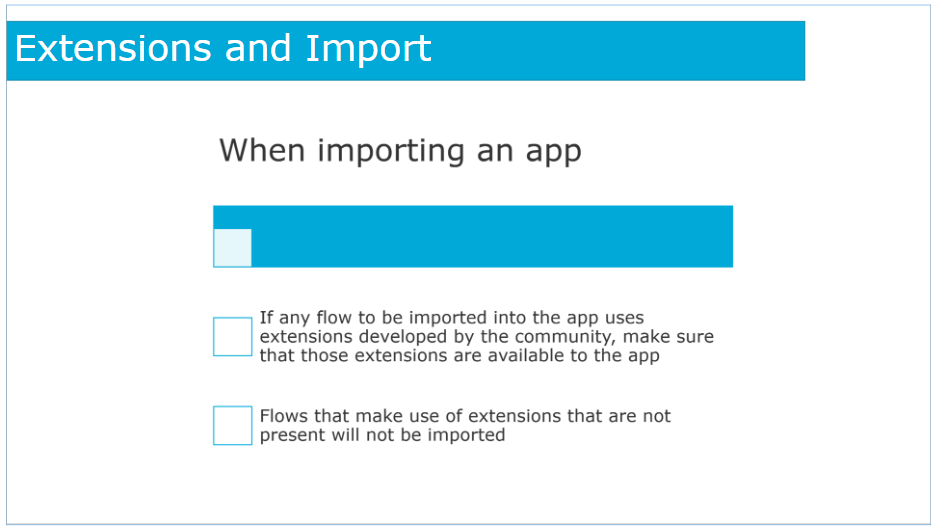 Extensions and Import
When importing an app
If any flow to be imported into the app uses
extensions developed by the community, make sure
that those extensions are available to the app
Flows that make use of extensions that are not
present will not be imported